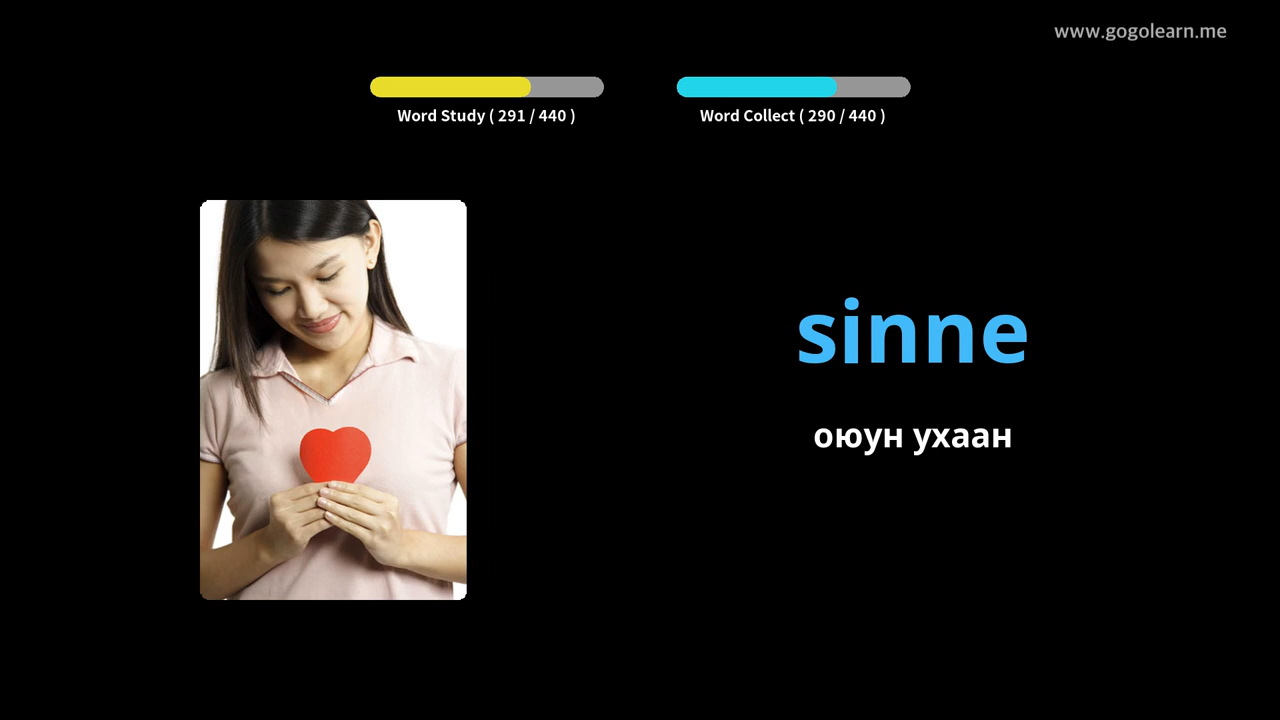 www.gogolearn.me
Word Study ( 291 / 440 )
Word Collect ( 290 / 440 )
sinne
оюун ухаан